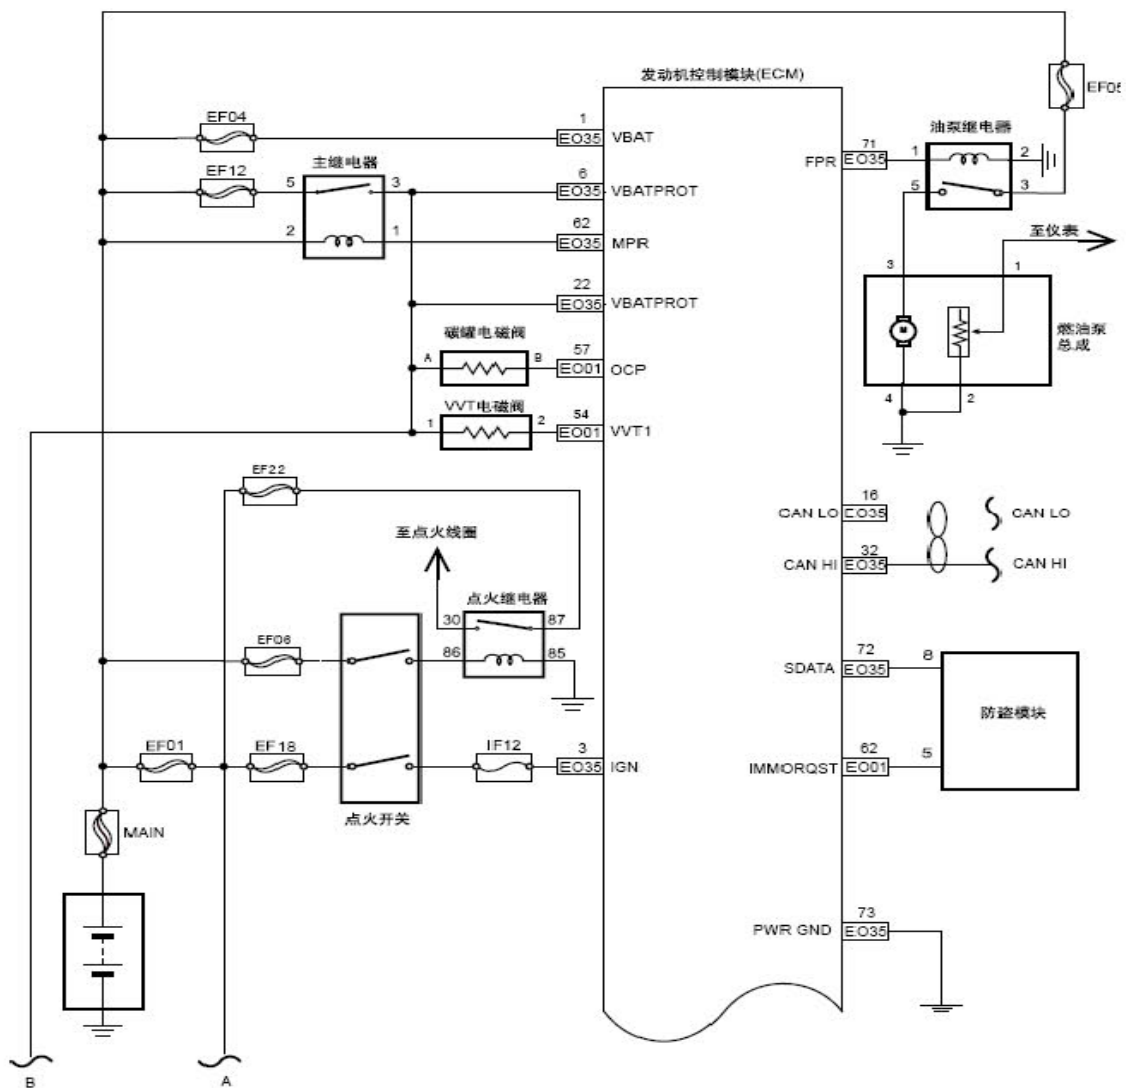 发动机控制模块(ECM)
EF05
EF04
1
EO35
VBAT
71
EO35
FPR
油泵继电器
1
2
5
3
主继电器
EF12
5
3
6
EO35
VBATPROT
2
1
62
EO35
MPR
至仪表
3
1
22
EO35
VBATPROT
M
燃油泵
总成
碳罐电磁阀
A
B
57
EO01
OCP
4
2
VVT电磁阀
1
2
54
EO01
VVT1
EF22
16
CAN LO
EO35
CAN LO
至点火线圈
32
CAN HI
EO35
CAN HI
点火继电器
30
87
EF06
86
85
72
SDATA
EO35
8
防盗模块
EF01
EF18
IF12
3
EO35
IGN
62
IMMORQST
EO01
5
点火开关
MAIN
73
PWR GND
EO35
B
A